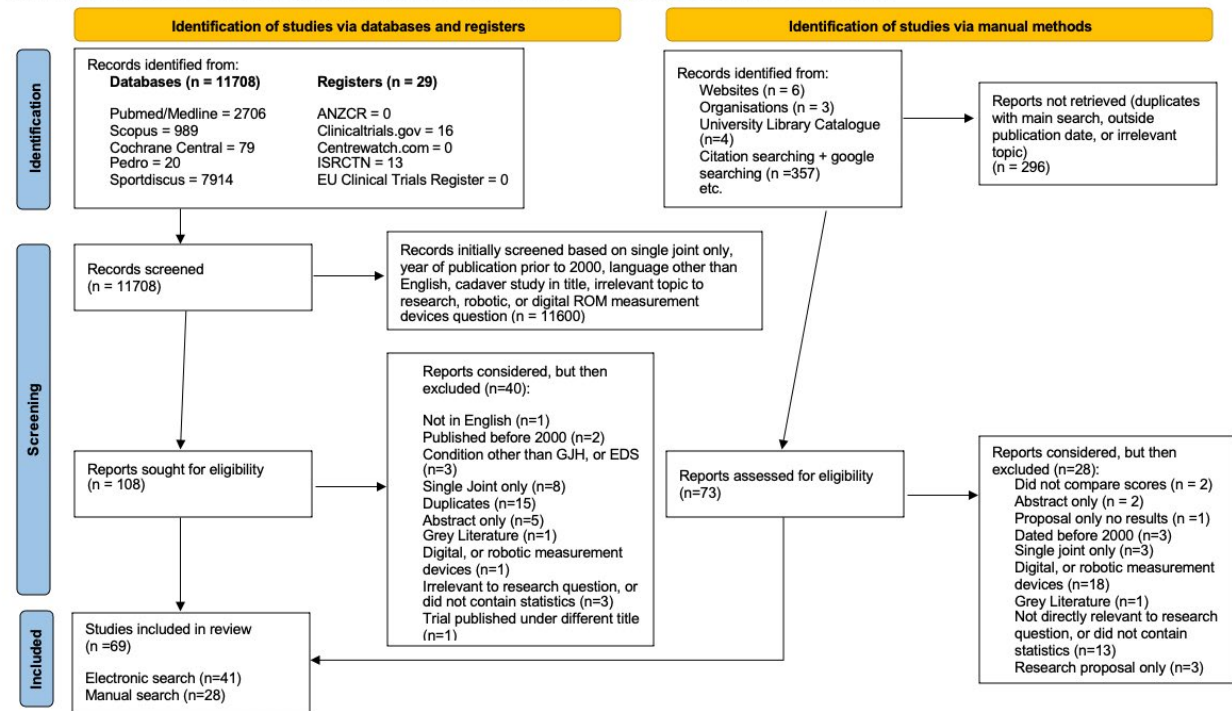 Identification of studies via databases and registers
Identification of studies via manual methods
Identification
Records identified from:
Databases (n = 11708)
Registers (n = 29)
Pubmed/Medline = 2706
Scopus = 989
Cochrane Central = 79
Pedro = 20
Sportdiscus = 7914
ANZCR = 0
Clinicaltrials.gov = 16
Centrewatch.com = 0
ISRCTN = 13
EU Clinical Trials Register = 0
Records identified from:
Websites (n = 6)
Organisations (n = 3)
University Library Catalogue
(n=4)
Citation searching + google
searching (n =357)
etc.
Reports not retrieved (duplicates
with main search, outside
publication date, or irrelevant
topic)
(n = 296)
Screening
Records screened
(n = 11708)
Records initially screened based on single joint only,
year of publication prior to 2000, language other than
English, cadaver study in title, irrelevant topic to
research, robotic, or digital ROM measurement
devices question (n = 11600)
Reports sought for eligibility
(n = 108)
Reports considered, but then
excluded (n=40):
Not in English (n=1)
Published before 2000 (n=2)
Condition other than GJH, or EDS
(n=3)
Single Joint only (n=8)
Duplicates (n=15)
Abstract only (n=5)
Grey Literature (n=1)
Digital, or robotic measurement
devices (n=1)
Irrelevant to research question, or
did not contain statistics (n=3)
Trial published under different title
(n=1)
Reports assessed for eligibility
(n=73)
Reports considered, but then
excluded (n=28):
Did not compare scores (n = 2)
Abstract only (n = 2)
Proposal only no results (n =1)
Dated before 2000 (n=3)
Single joint only (n=3)
Digital, or robotic measurement
devices (n=18)
Grey Literature (n=1)
Not directly relevant to research
question, or did not contain
statistics (n=13)
Research proposal only (n=3)
Included
Studies included in review
(n =69)
Electronic search (n=41)
Manual search (n=28)